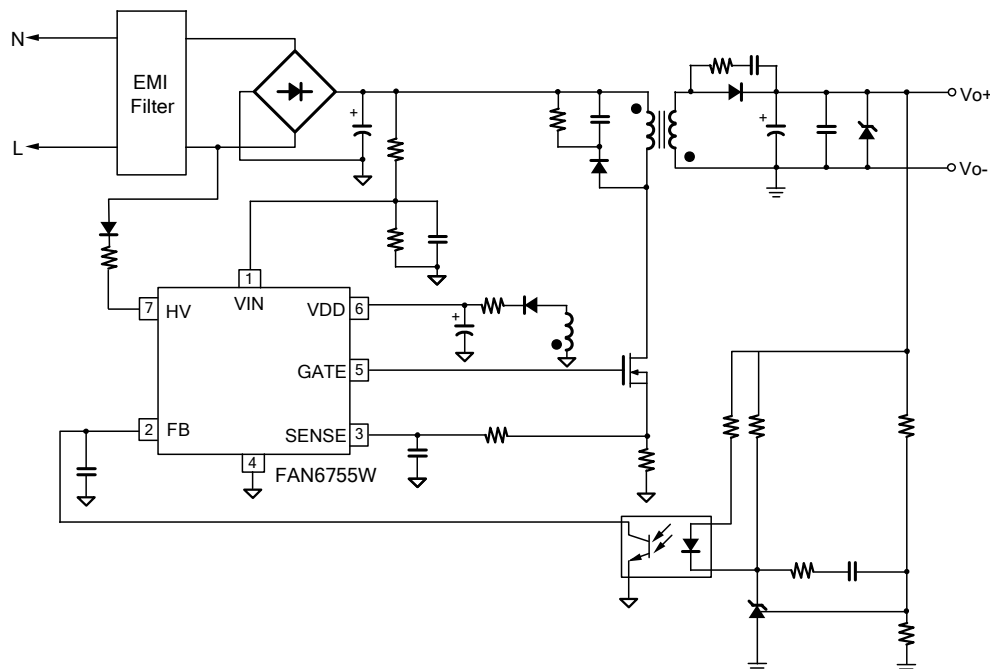 N
EMI
Filter
L
+
Vo+
+
Vo-
1
VIN
7 HV
VDD 6
+
GATE 5
2 FB
SENSE 3
4
FAN6755W